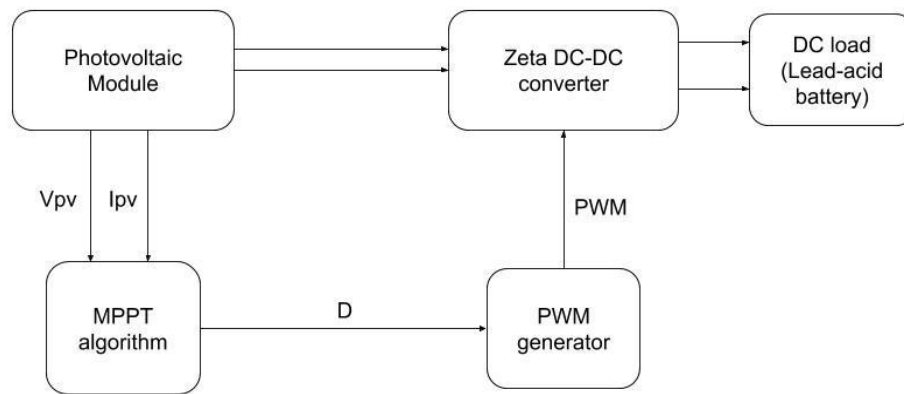 Photovoltaic
Module
Zeta DC-DC
converter
DC load
(Lead-acid
battery)
Vpv
Ipv
PWM
MPPT
algorithm
D
PWM
generator